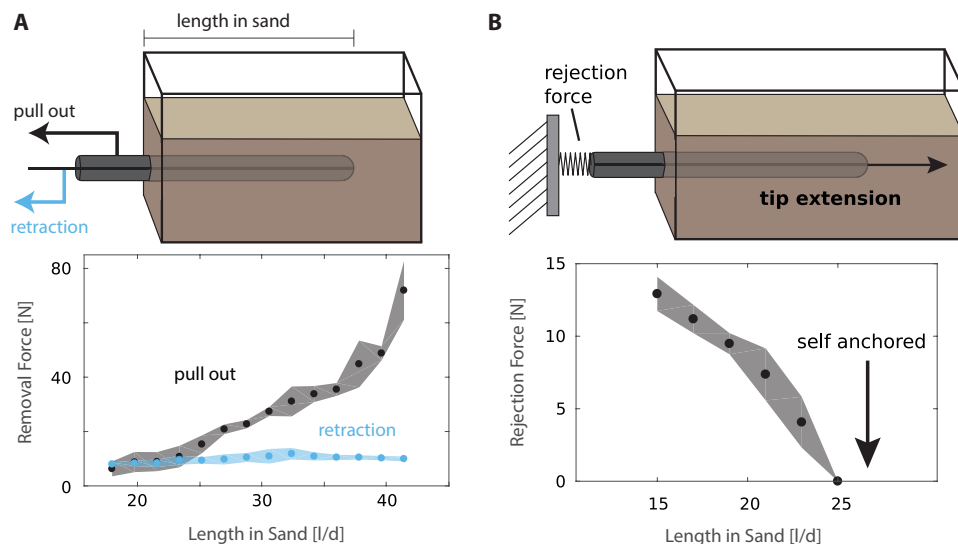 A
length in sand
pull out
retraction
80
40
0
Removal Force [N]
pull out
retraction
20
30
40
Length in Sand [l/d]
B
rejection
force
tip extension
15
10
5
0
Rejection Force [N]
self anchored
15
20
25
Length in Sand [l/d]